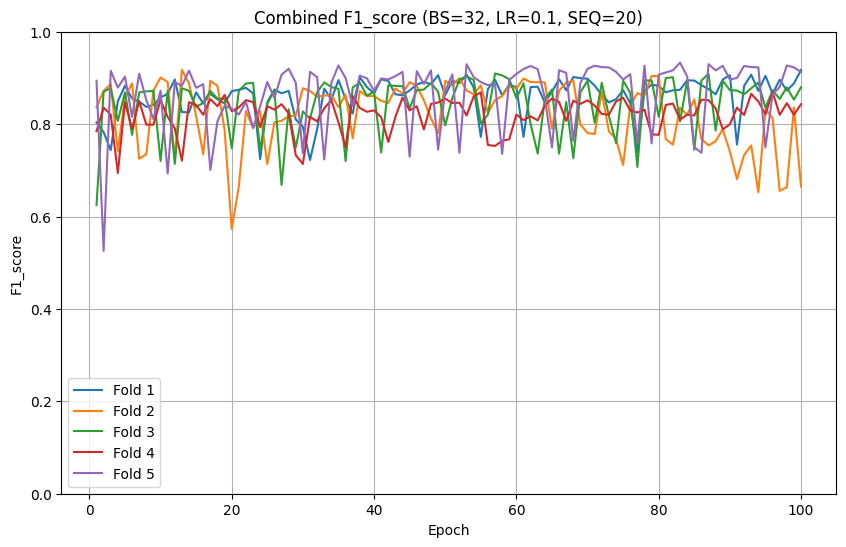 Combined F1_score (BS=32, LR=0.1, SEQ=20)
F1_score
1.0
0.8
0.6
0.4
0.2
0.0
Fold 1
Fold 2
Fold 3
Fold 4
Fold 5
0 20 40 60 80 100
Epoch